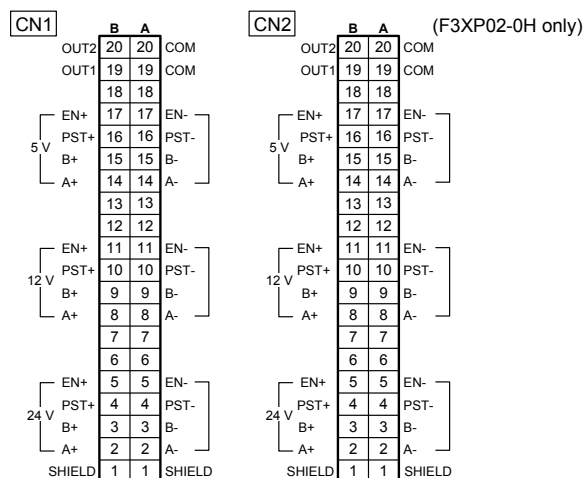 CN1 CN2 (F3XP02-0H only)
B A B A
OUT2 20 20 COM OUT2 20 20 COM
OUT1 19 19 COM OUT1 19 19 COM
18 18 18 18
EN+ 17 17 EN- EN+ 17 17 EN-
PST+ 16 16 PST- PST+ 16 16 PST-
5 V 5 V
B+ 15 15 B- B+ 15 15 B-
A+ 14 14 A- A+ 14 14 A-
13 13 13 13
12 12 12 12
EN+ 11 11 EN- EN+ 11 11 EN-
PST+ 10 10 PST- PST+ 10 10 PST-
12 V 12 V
B+ 9 9 B- B+ 9 9 B-
A+ 8 8 A- A+ 8 8 A-
7 7 7 7
6 6 6 6
EN+ 5 5 EN- EN+ 5 5 EN-
PST+ 4 4 PST- PST+ 4 4 PST-
24 V 24 V
B+ 3 3 B- B+ 3 3 B-
A+ 2 2 A- A+ 2 2 A-
SHIELD 1 1 SHIELD SHIELD 1 1 SHIELD